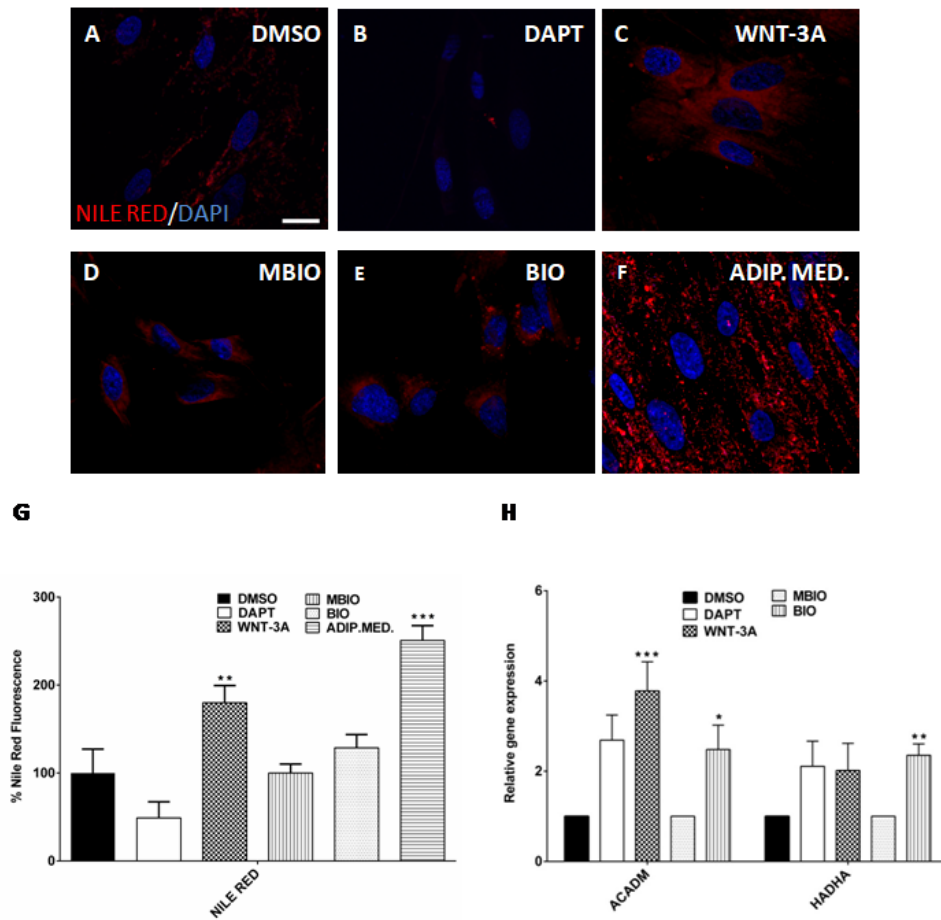 A DMSO
B DAPT
C WNT-3A
NILE RED/DAPI
D MBIO
E BIO
F ADIP. MED.
G
% Nile Red Fluorescence
300
200
100
0
DMSO
DAPT
WNT-3A
MBIO
BIO
ADIP.MED.
**
***
NILE RED
H
Relative gene expression
6
4
2
0
DMSO
DAPT
WNT-3A
MBIO
BIO
***
*
**
ACADM
HADHA